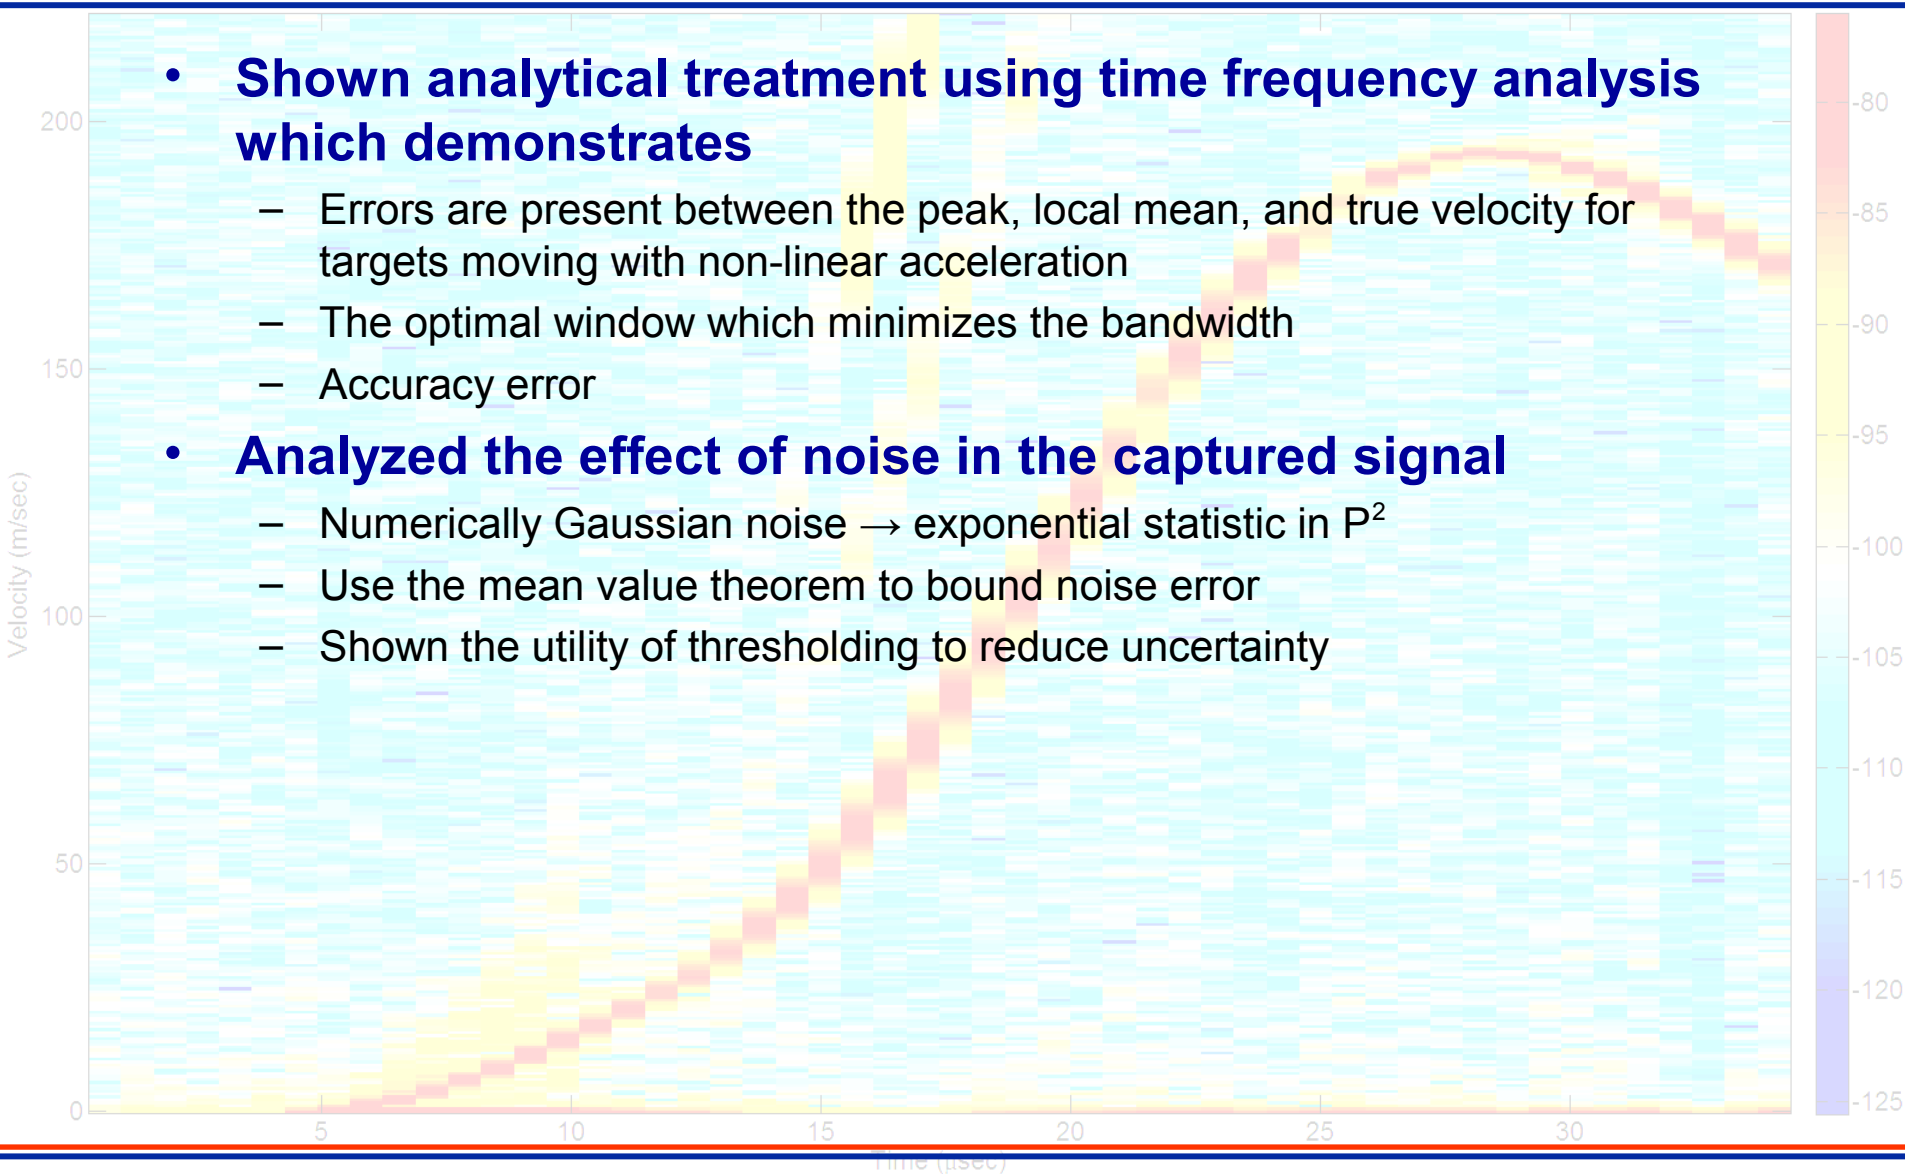 • Shown analytical treatment using time frequency analysis
which demonstrates
– Errors are present between the peak, local mean, and true velocity for
targets moving with non-linear acceleration
– The optimal window which minimizes the bandwidth
– Accuracy error
• Analyzed the effect of noise in the captured signal
– Numerically Gaussian noise → exponential statistic in P²
– Use the mean value theorem to bound noise error
– Shown the utility of thresholding to reduce uncertainty
Velocity (m/sec)
200
150
100
50
0
5 10 15 20 25 30
Time (μsec)
-80
-85
-90
-95
-100
-105
-110
-115
-120
-125